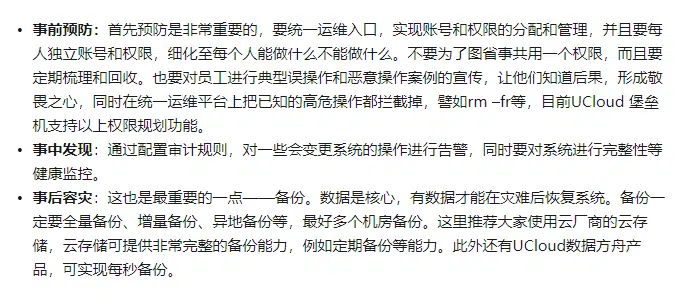 • 事前预防：首先预防是非常重要的，要统一运维入口，实现账号和权限的分配和管理，并且要每
人独立账号和权限，细化至每个人能做什么不能做什么。不要为了图省事共用一个权限，而且要
定期梳理和回收。也要对员工进行典型误操作和恶意操作案例的宣传，让他们知道后果，形成敬
畏之心，同时在统一运维平台上把已知的高危操作都拦截掉，譬如rm –fr等，目前UCloud 堡垒
机支持以上权限规划功能。
• 事中发现：通过配置审计规则，对一些会变更系统的操作进行告警，同时要对系统进行完整性等
健康监控。
• 事后容灾：这也是最重要的一点——备份。数据是核心，有数据才能在灾难后恢复系统。备份一
定要全量备份、增量备份、异地备份等，最好多个机房备份。这里推荐大家使用云厂商的云存
储，云存储可提供非常完整的备份能力，例如定期备份等能力。此外还有UCloud数据方舟产
品，可实现每秒备份。